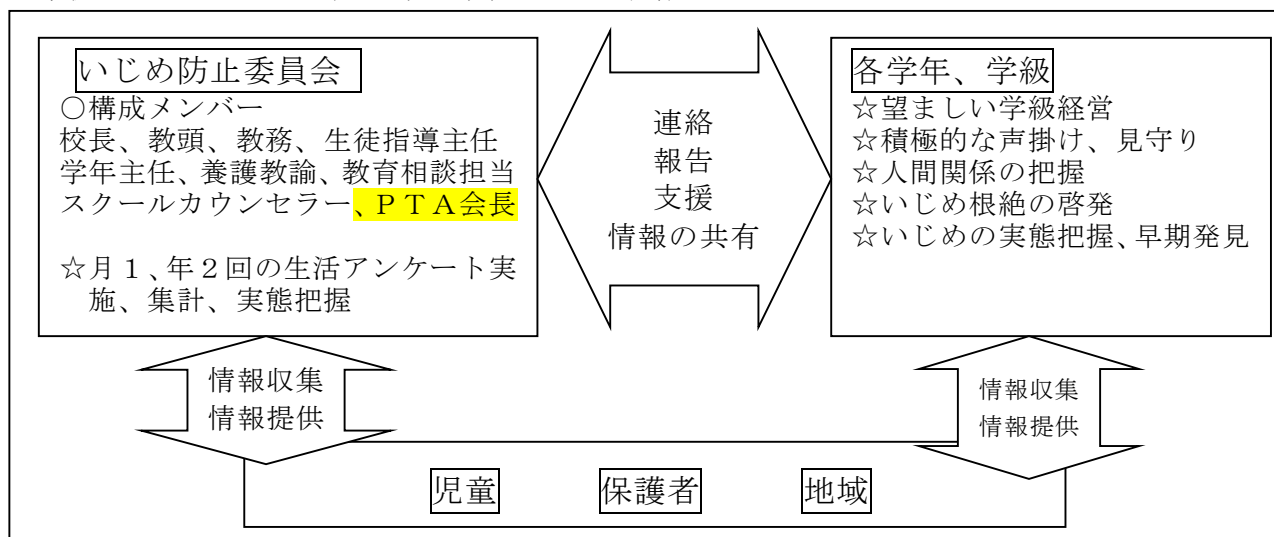 いじめ防止委員会
○構成メンバー
校長、教頭、教務、生徒指導主任
学年主任、養護教諭、教育相談担当
スクールカウンセラー、ＰＴＡ会長
☆月１、年２回の生活アンケート実
施、集計、実態把握
連絡
報告
支援
情報の共有
各学年、学級
☆望ましい学級経営
☆積極的な声掛け、見守り
☆人間関係の把握
☆いじめ根絶の啓発
☆いじめの実態把握、早期発見
情報収集
情報提供
情報収集
情報提供
児童　保護者　地域